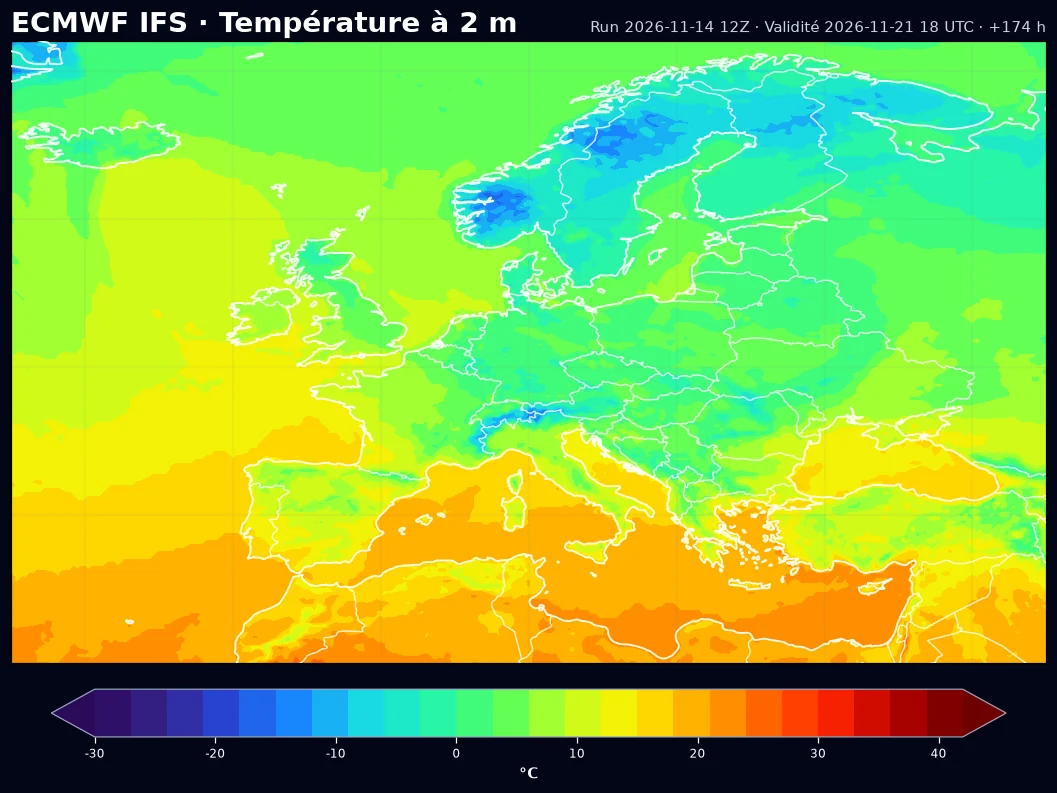 ECMWF IFS · Température à 2 m
Run 2026-11-14 12Z · Validité 2026-11-21 18 UTC · +174 h
-30 -20 -10 0 10 20 30 40
°C